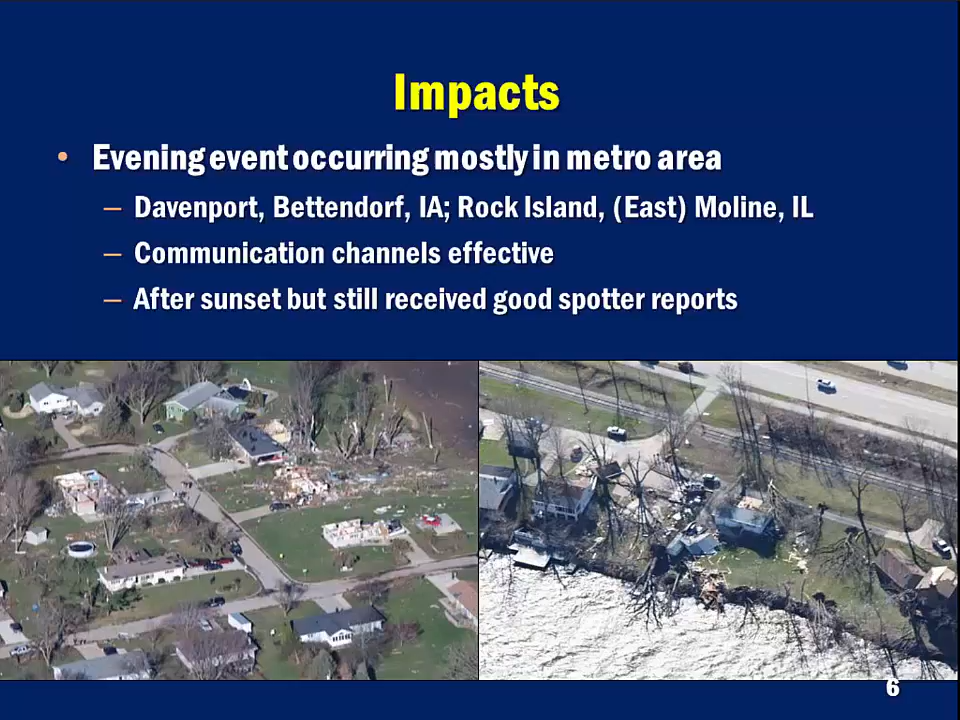 Impacts
• Evening event occurring mostly in metro area
– Davenport, Bettendorf, IA; Rock Island, (East) Moline, IL
– Communication channels effective
– After sunset but still received good spotter reports
6